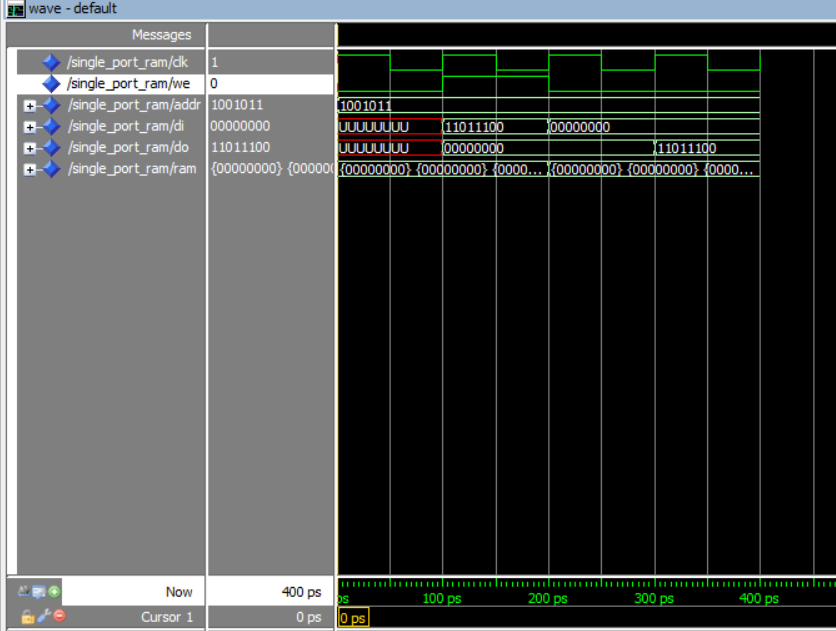 wave - default
Messages
/single_port_ram/clk 1
/single_port_ram/we 0
/single_port_ram/addr 1001011 1001011
/single_port_ram/di 00000000 UUUUUUUU 11011100 00000000
/single_port_ram/do 11011100 UUUUUUUU 00000000 11011100
/single_port_ram/ram {00000000} {000000 {00000000} {00000000} {0000... {00000000} {00000000} {0000...
Now 400 ps ps 100 ps 200 ps 300 ps 400 ps
Cursor 1 0 ps 0 ps